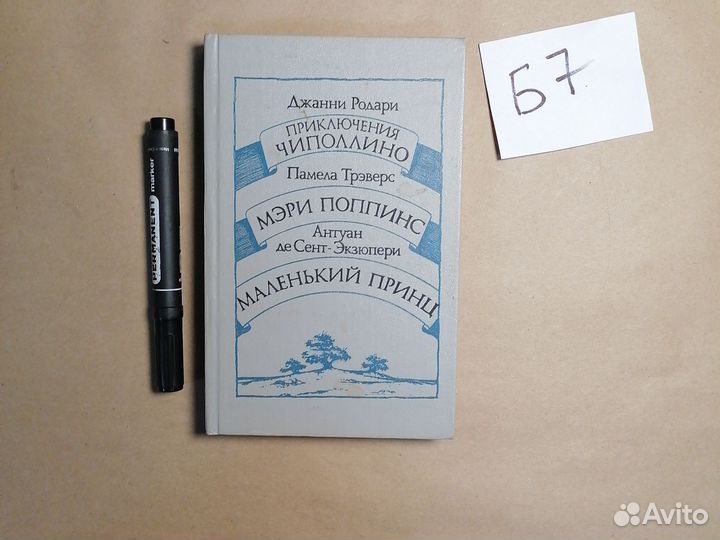 Джанни Родари
ПРИКЛЮЧЕНИЯ
ЧИПОЛЛИНО
Памела Трэверс
МЭРИ ПОППИНС
Антуан
де Сент-Экзюпери
МАЛЕНЬКИЙ ПРИНЦ
Б7
PERMANENT
marker
Avito